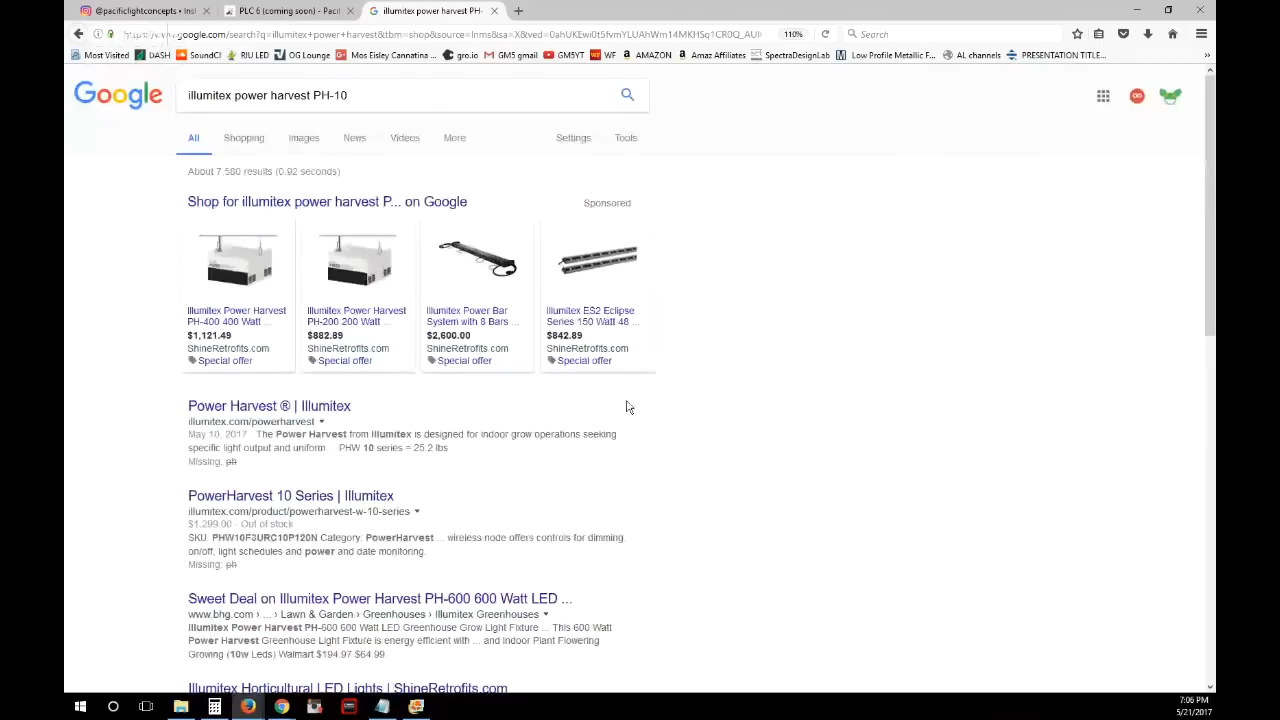 @pacificlightconcepts • Inst
PLC 6 (coming soon) - Pacifi
illumitex power harvest PH-
110%
Search
Most Visited DASH SoundCl RIU LED OG Lounge Mos Eisley Cannatina ... gro.io GM5 gmail GM5YT WF AMAZON Amaz Affiliates SpectraDesignLab Low Profile Metallic F... AL channels PRESENTATION TITLE...
Google
illumitex power harvest PH-10
All Shopping Images News Videos More Settings Tools
About 7,580 results (0.92 seconds)
Shop for illumitex power harvest P... on Google Sponsored
Illumitex Power Harvest PH-400 400 Watt ...
$1,121.49
ShineRetrofits.com
Special offer
Illumitex Power Harvest PH-200 200 Watt ...
$882.89
ShineRetrofits.com
Special offer
Illumitex Power Bar System with 8 Bars ...
$2,600.00
ShineRetrofits.com
Special offer
Illumitex ES2 Eclipse Series 150 Watt 48 ...
$842.89
ShineRetrofits.com
Special offer
Power Harvest ® | Illumitex
illumitex.com/powerharvest
May 10, 2017 The Power Harvest from Illumitex is designed for indoor grow operations seeking
specific light output and uniform PHW 10 series = 25.2 lbs
Missing: ph
PowerHarvest 10 Series | Illumitex
illumitex.com/product/powerharvest-w-10-series
$1,299.00 - Out of stock
SKU: PHW10F3URC10P120N Category: PowerHarvest ... wireless node offers controls for dimming,
on/off, light schedules and power and date monitoring.
Missing: ph
Sweet Deal on Illumitex Power Harvest PH-600 600 Watt LED ...
www.bhg.com › ... › Lawn & Garden › Greenhouses › Illumitex Greenhouses
Illumitex Power Harvest PH-600 600 Watt LED Greenhouse Grow Light Fixture ... This 600 Watt
Power Harvest Greenhouse Light Fixture is energy efficient with ... and Indoor Plant Flowering
Growing (10w Leds) Walmart $194.97 $64.99.
Illumitex Horticultural LED Lights | ShineRetrofits.com
7:06 PM
5/21/2017